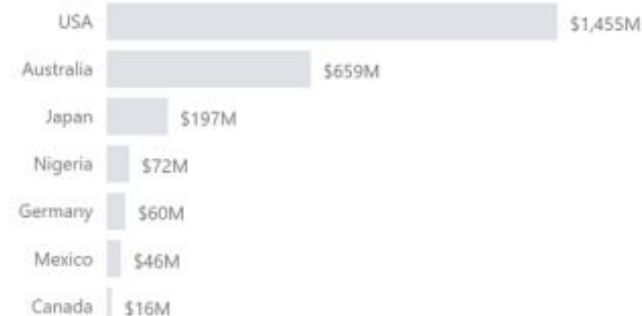 USA $1,455M
Australia $659M
Japan $197M
Nigeria $72M
Germany $60M
Mexico $46M
Canada $16M